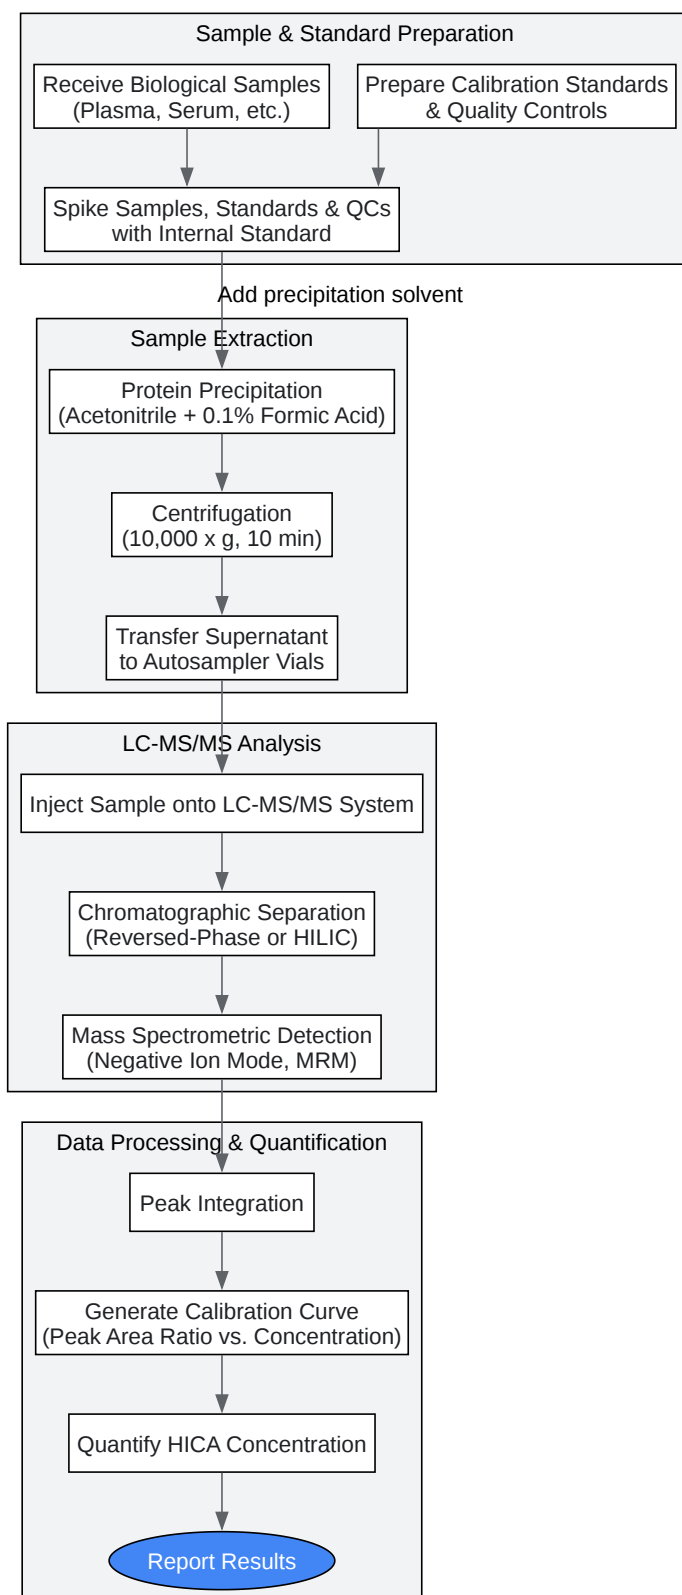 Sample & Standard Preparation
Receive Biological Samples
(Plasma, Serum, etc.)
Prepare Calibration Standards
& Quality Controls
Spike Samples, Standards & QCs
with Internal Standard
Add precipitation solvent
Sample Extraction
Protein Precipitation
(Acetonitrile + 0.1% Formic Acid)
Centrifugation
(10,000 x g, 10 min)
Transfer Supernatant
to Autosampler Vials
LC-MS/MS Analysis
Inject Sample onto LC-MS/MS System
Chromatographic Separation
(Reversed-Phase or HILIC)
Mass Spectrometric Detection
(Negative Ion Mode, MRM)
Data Processing & Quantification
Peak Integration
Generate Calibration Curve
(Peak Area Ratio vs. Concentration)
Quantify HICA Concentration
Report Results